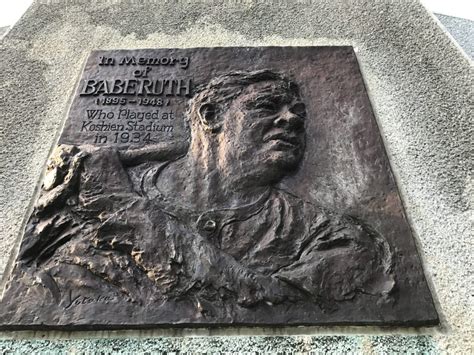 In Memory
of
BABE RUTH
(1895-1948)
Who Played at
Koshien Stadium
in 1934